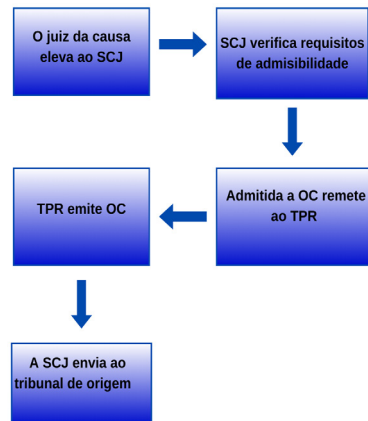 O juiz da causa
eleva ao SCJ
SCJ verifica requisitos
de admisibilidade
Admitida a OC remete
ao TPR
TPR emite OC
A SCJ envia ao
tribunal de origem